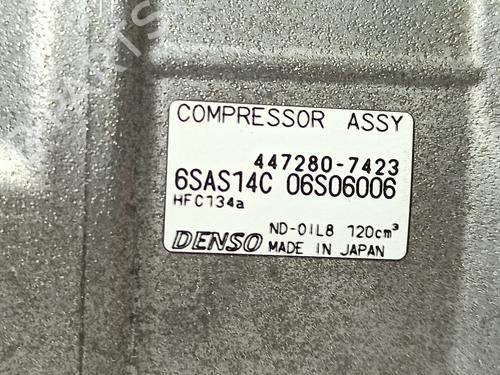 COMPRESSOR ASSY
447280-7423
6SAS14C 06S06006
HFC134a
ND-OIL8 120cm³
DENSO MADE IN JAPAN